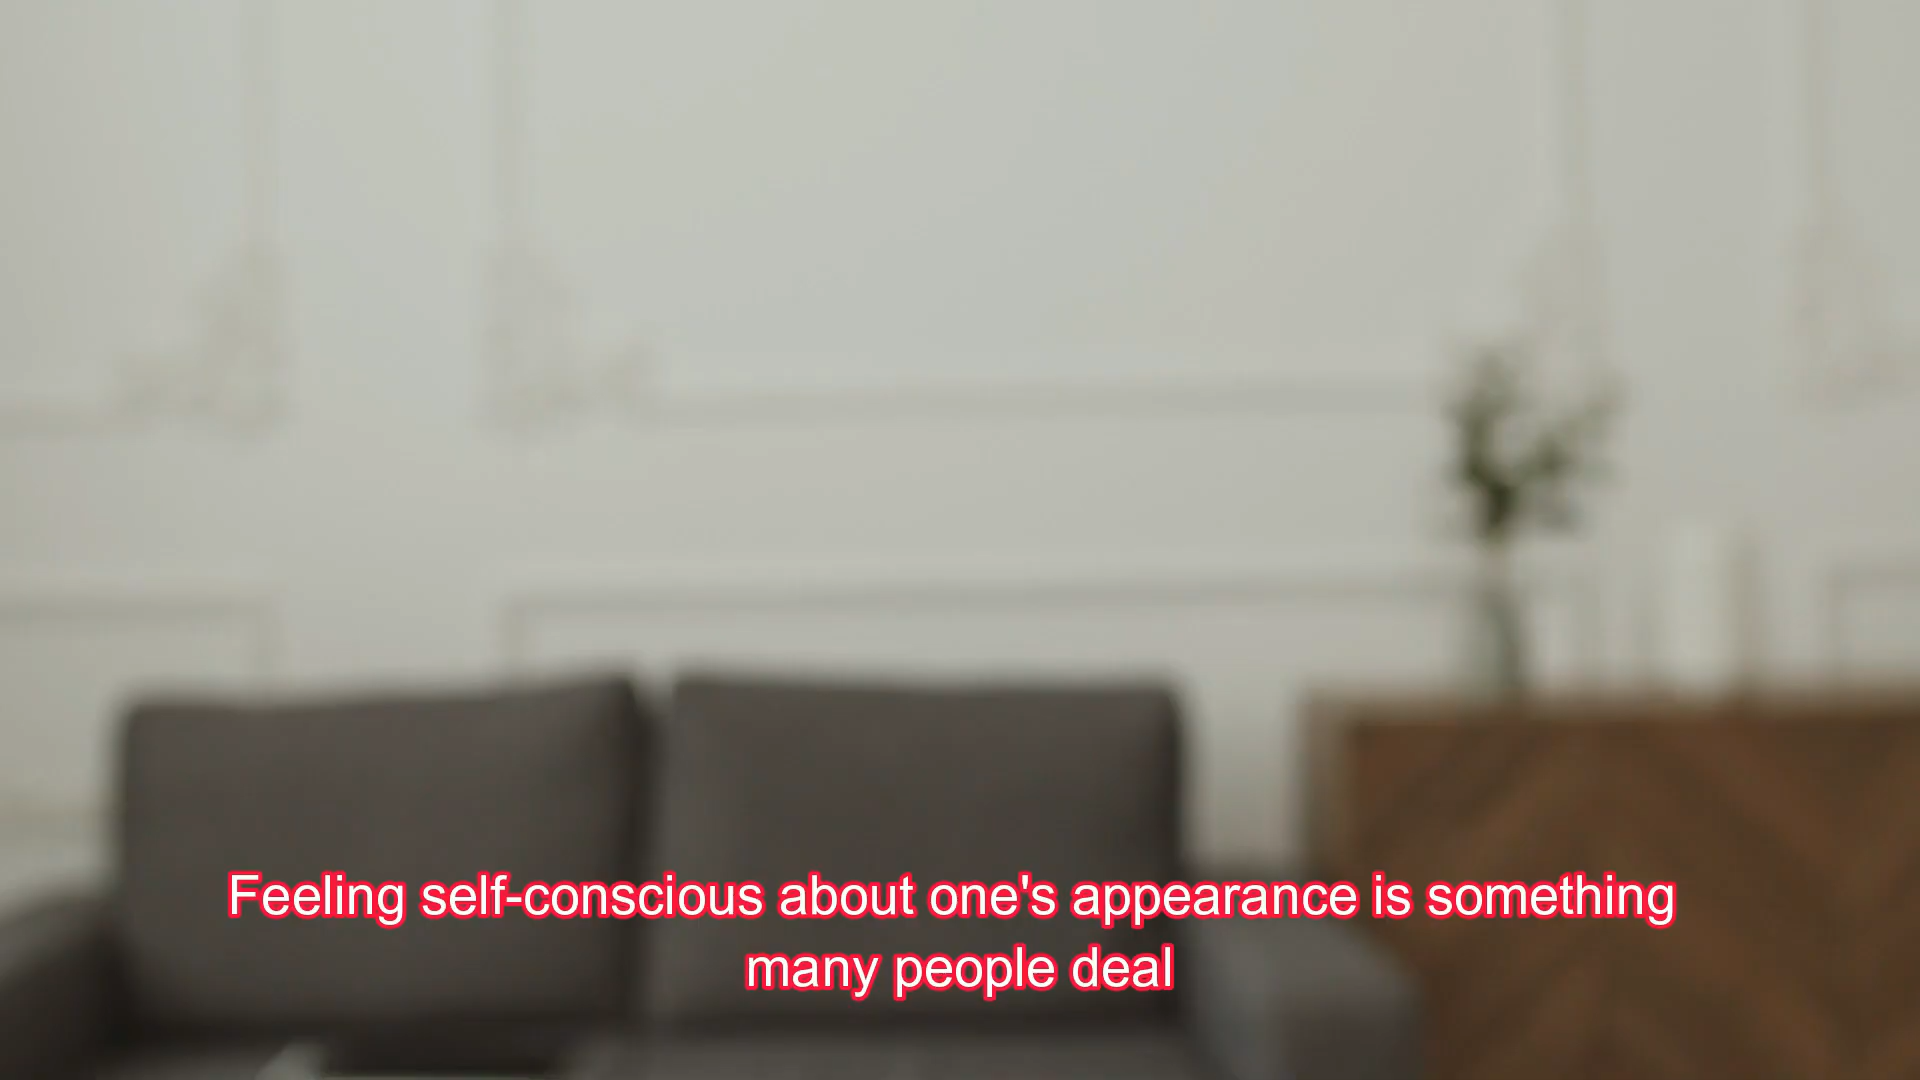 Feeling self-conscious about one's appearance is something
many people deal